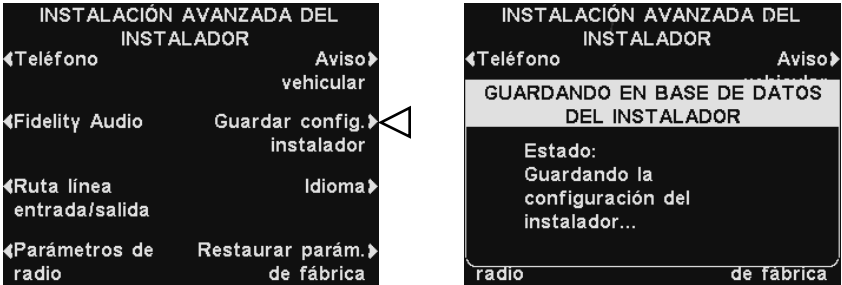 INSTALACIÓN AVANZADA DEL
INSTALADOR
Teléfono Aviso
vehicular
Fidelity Audio Guardar config.
instalador
Ruta línea Idioma
entrada/salida
Parámetros de Restaurar parám.
radio de fábrica
INSTALACIÓN AVANZADA DEL
INSTALADOR
Teléfono Aviso
vehicular
GUARDANDO EN BASE DE DATOS
DEL INSTALADOR
Estado:
Guardando la
configuración del
instalador...
radio de fábrica